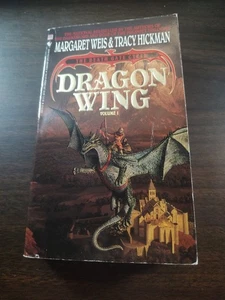 MARGARET WEIS & TRACY HICKMAN
THE DEATH GATE CYCLE
DRAGON
WING
VOLUME 1